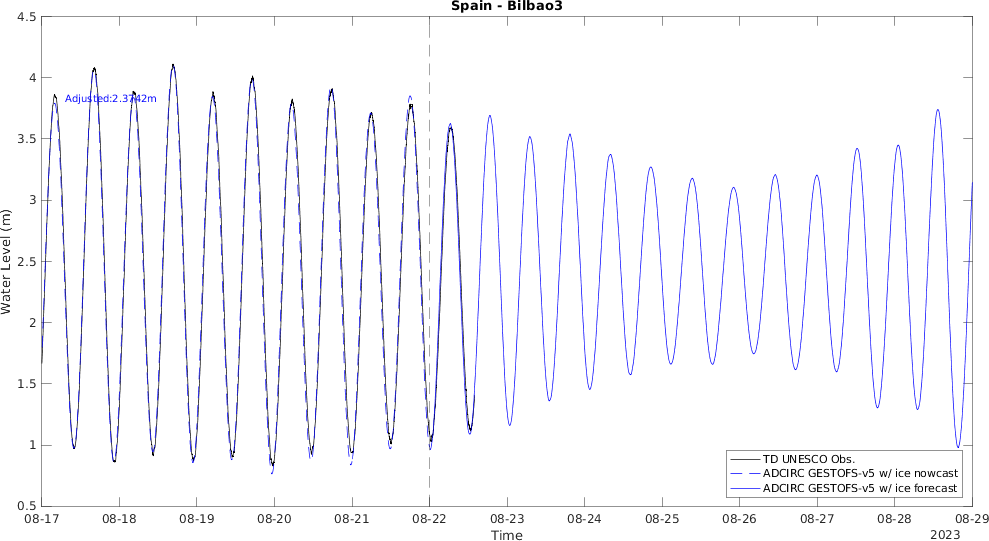 Spain - Bilbao3
4.5
4
3.5
3
2.5
2
1.5
1
0.5
Water Level (m)
Adjusted:2.3742m
TD UNESCO Obs.
ADCIRC GESTOFS-v5 w/ ice nowcast
ADCIRC GESTOFS-v5 w/ ice forecast
08-17 08-18 08-19 08-20 08-21 08-22 08-23 08-24 08-25 08-26 08-27 08-28 08-29
Time
2023